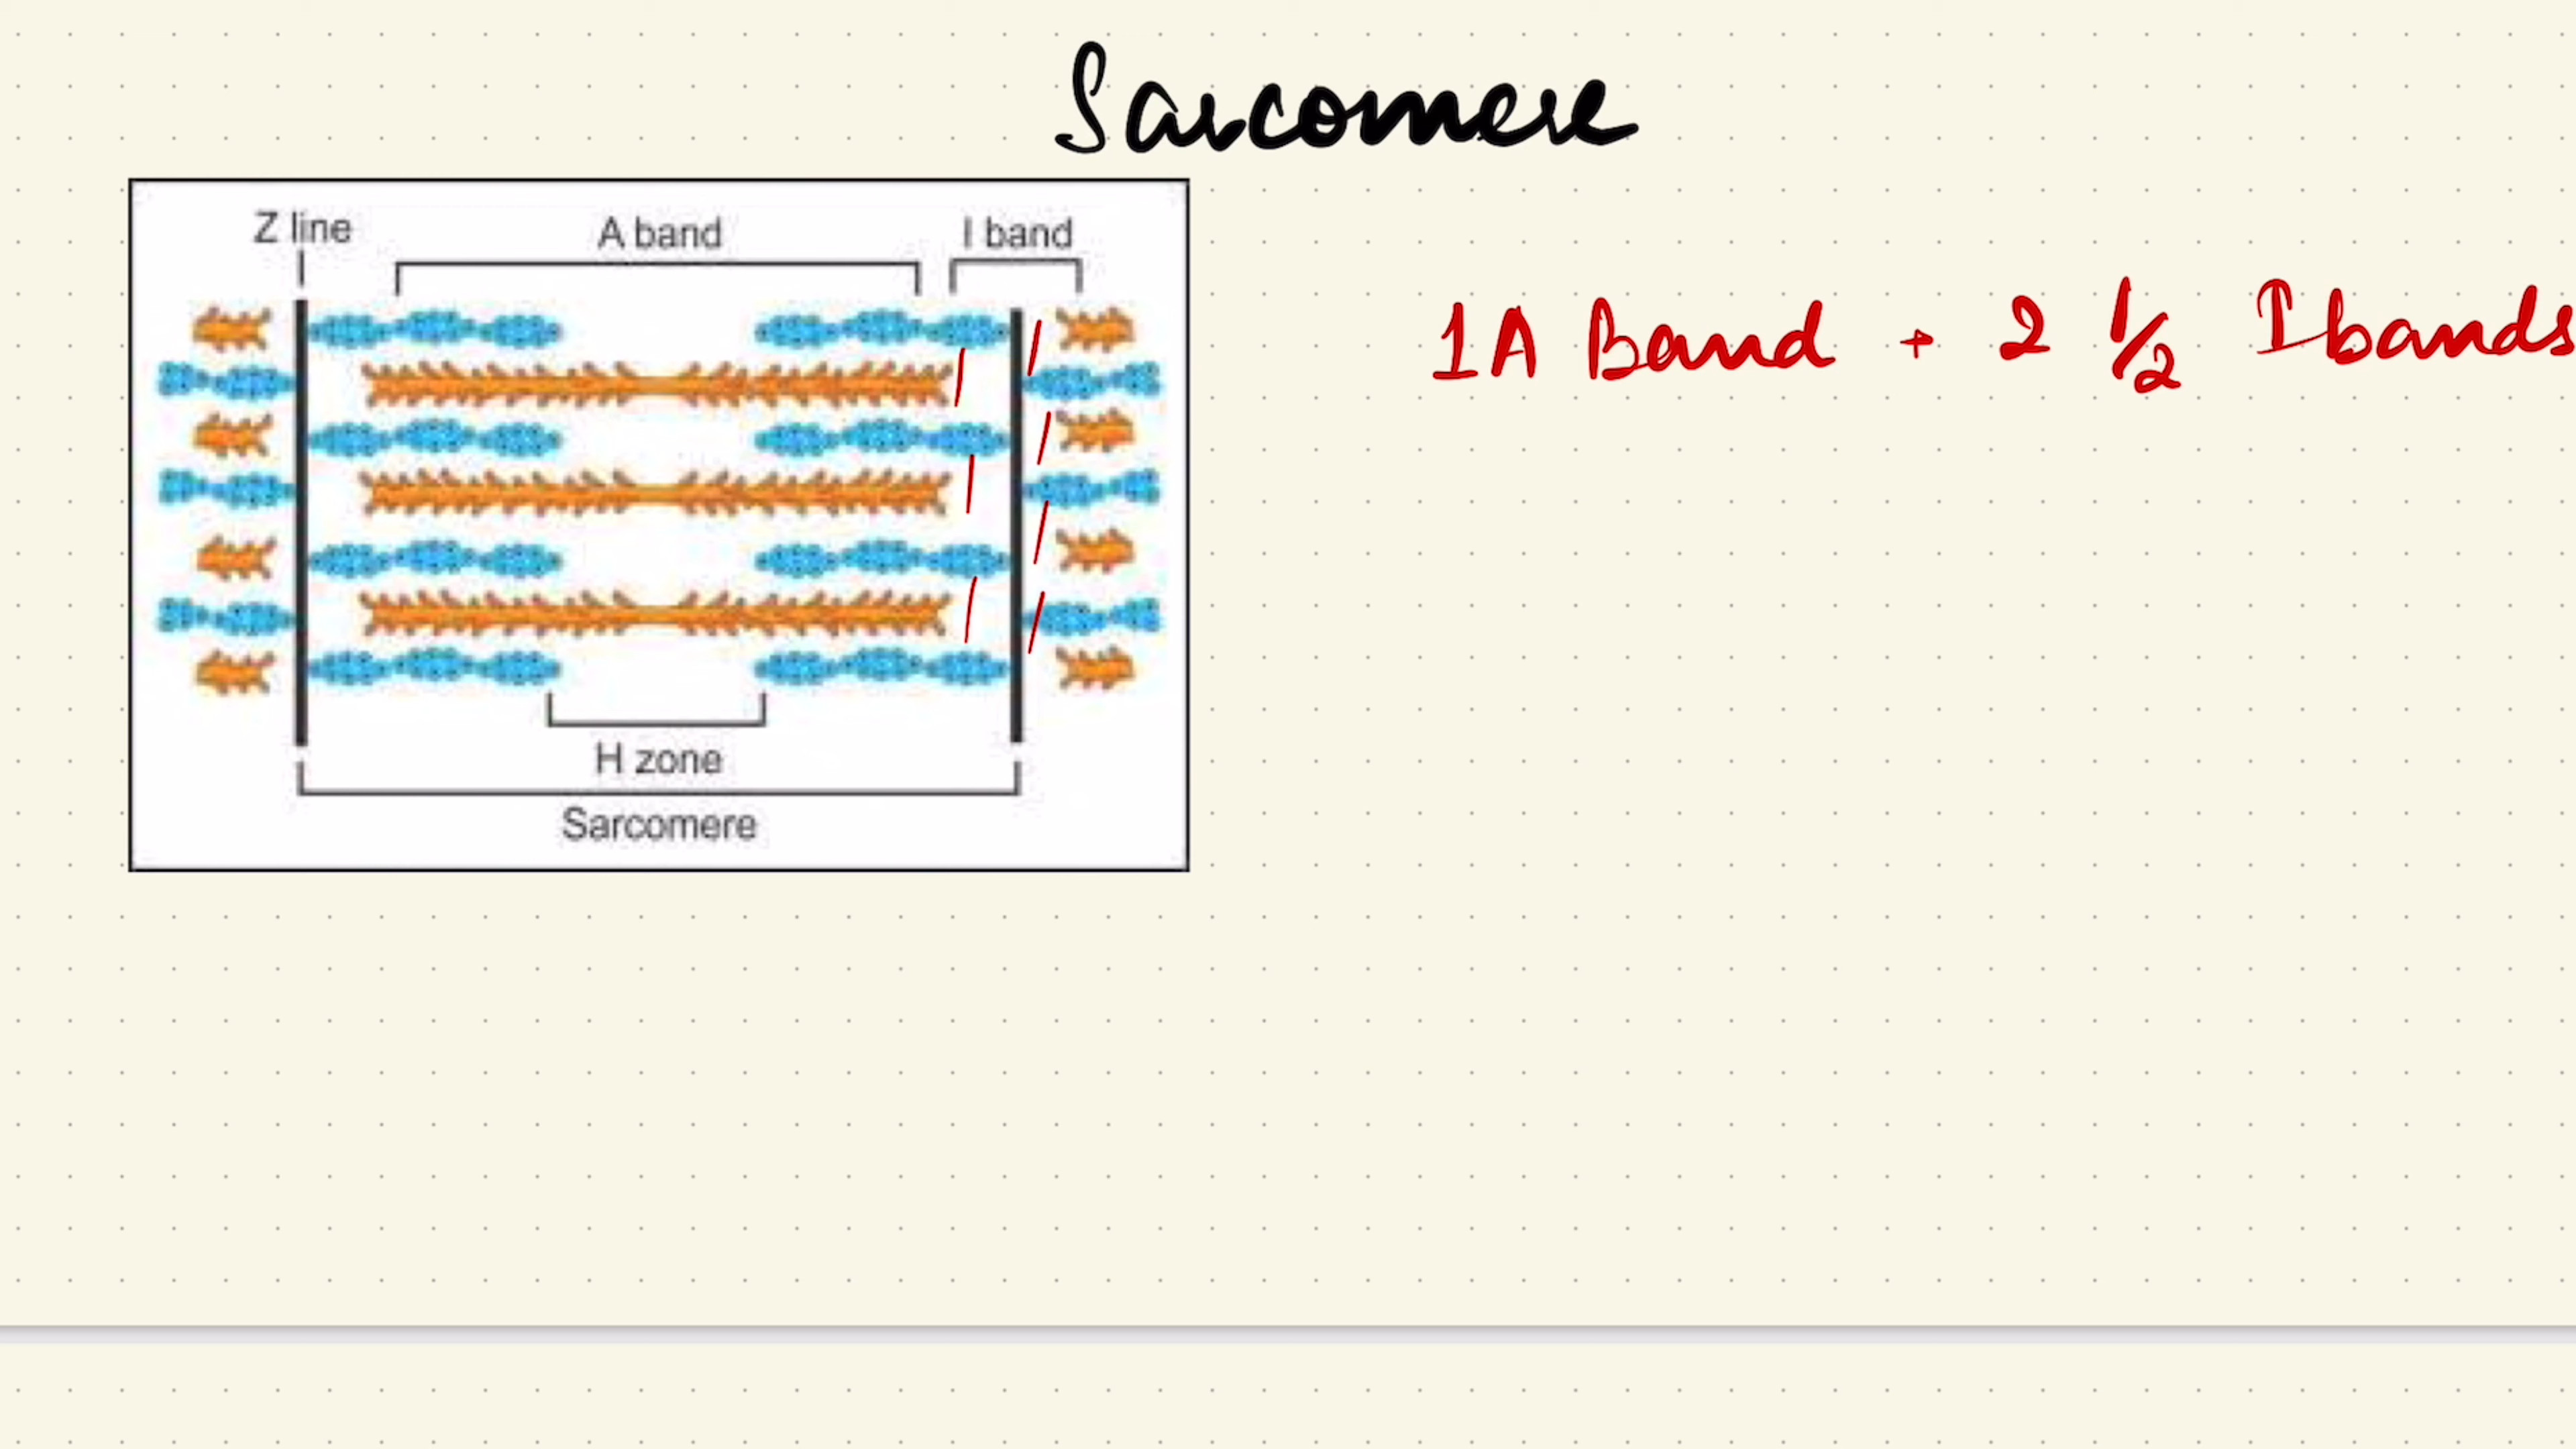 Sarcomere
Z line
A band
I band
1A Band + 2 1/2 I bands
H zone
Sarcomere